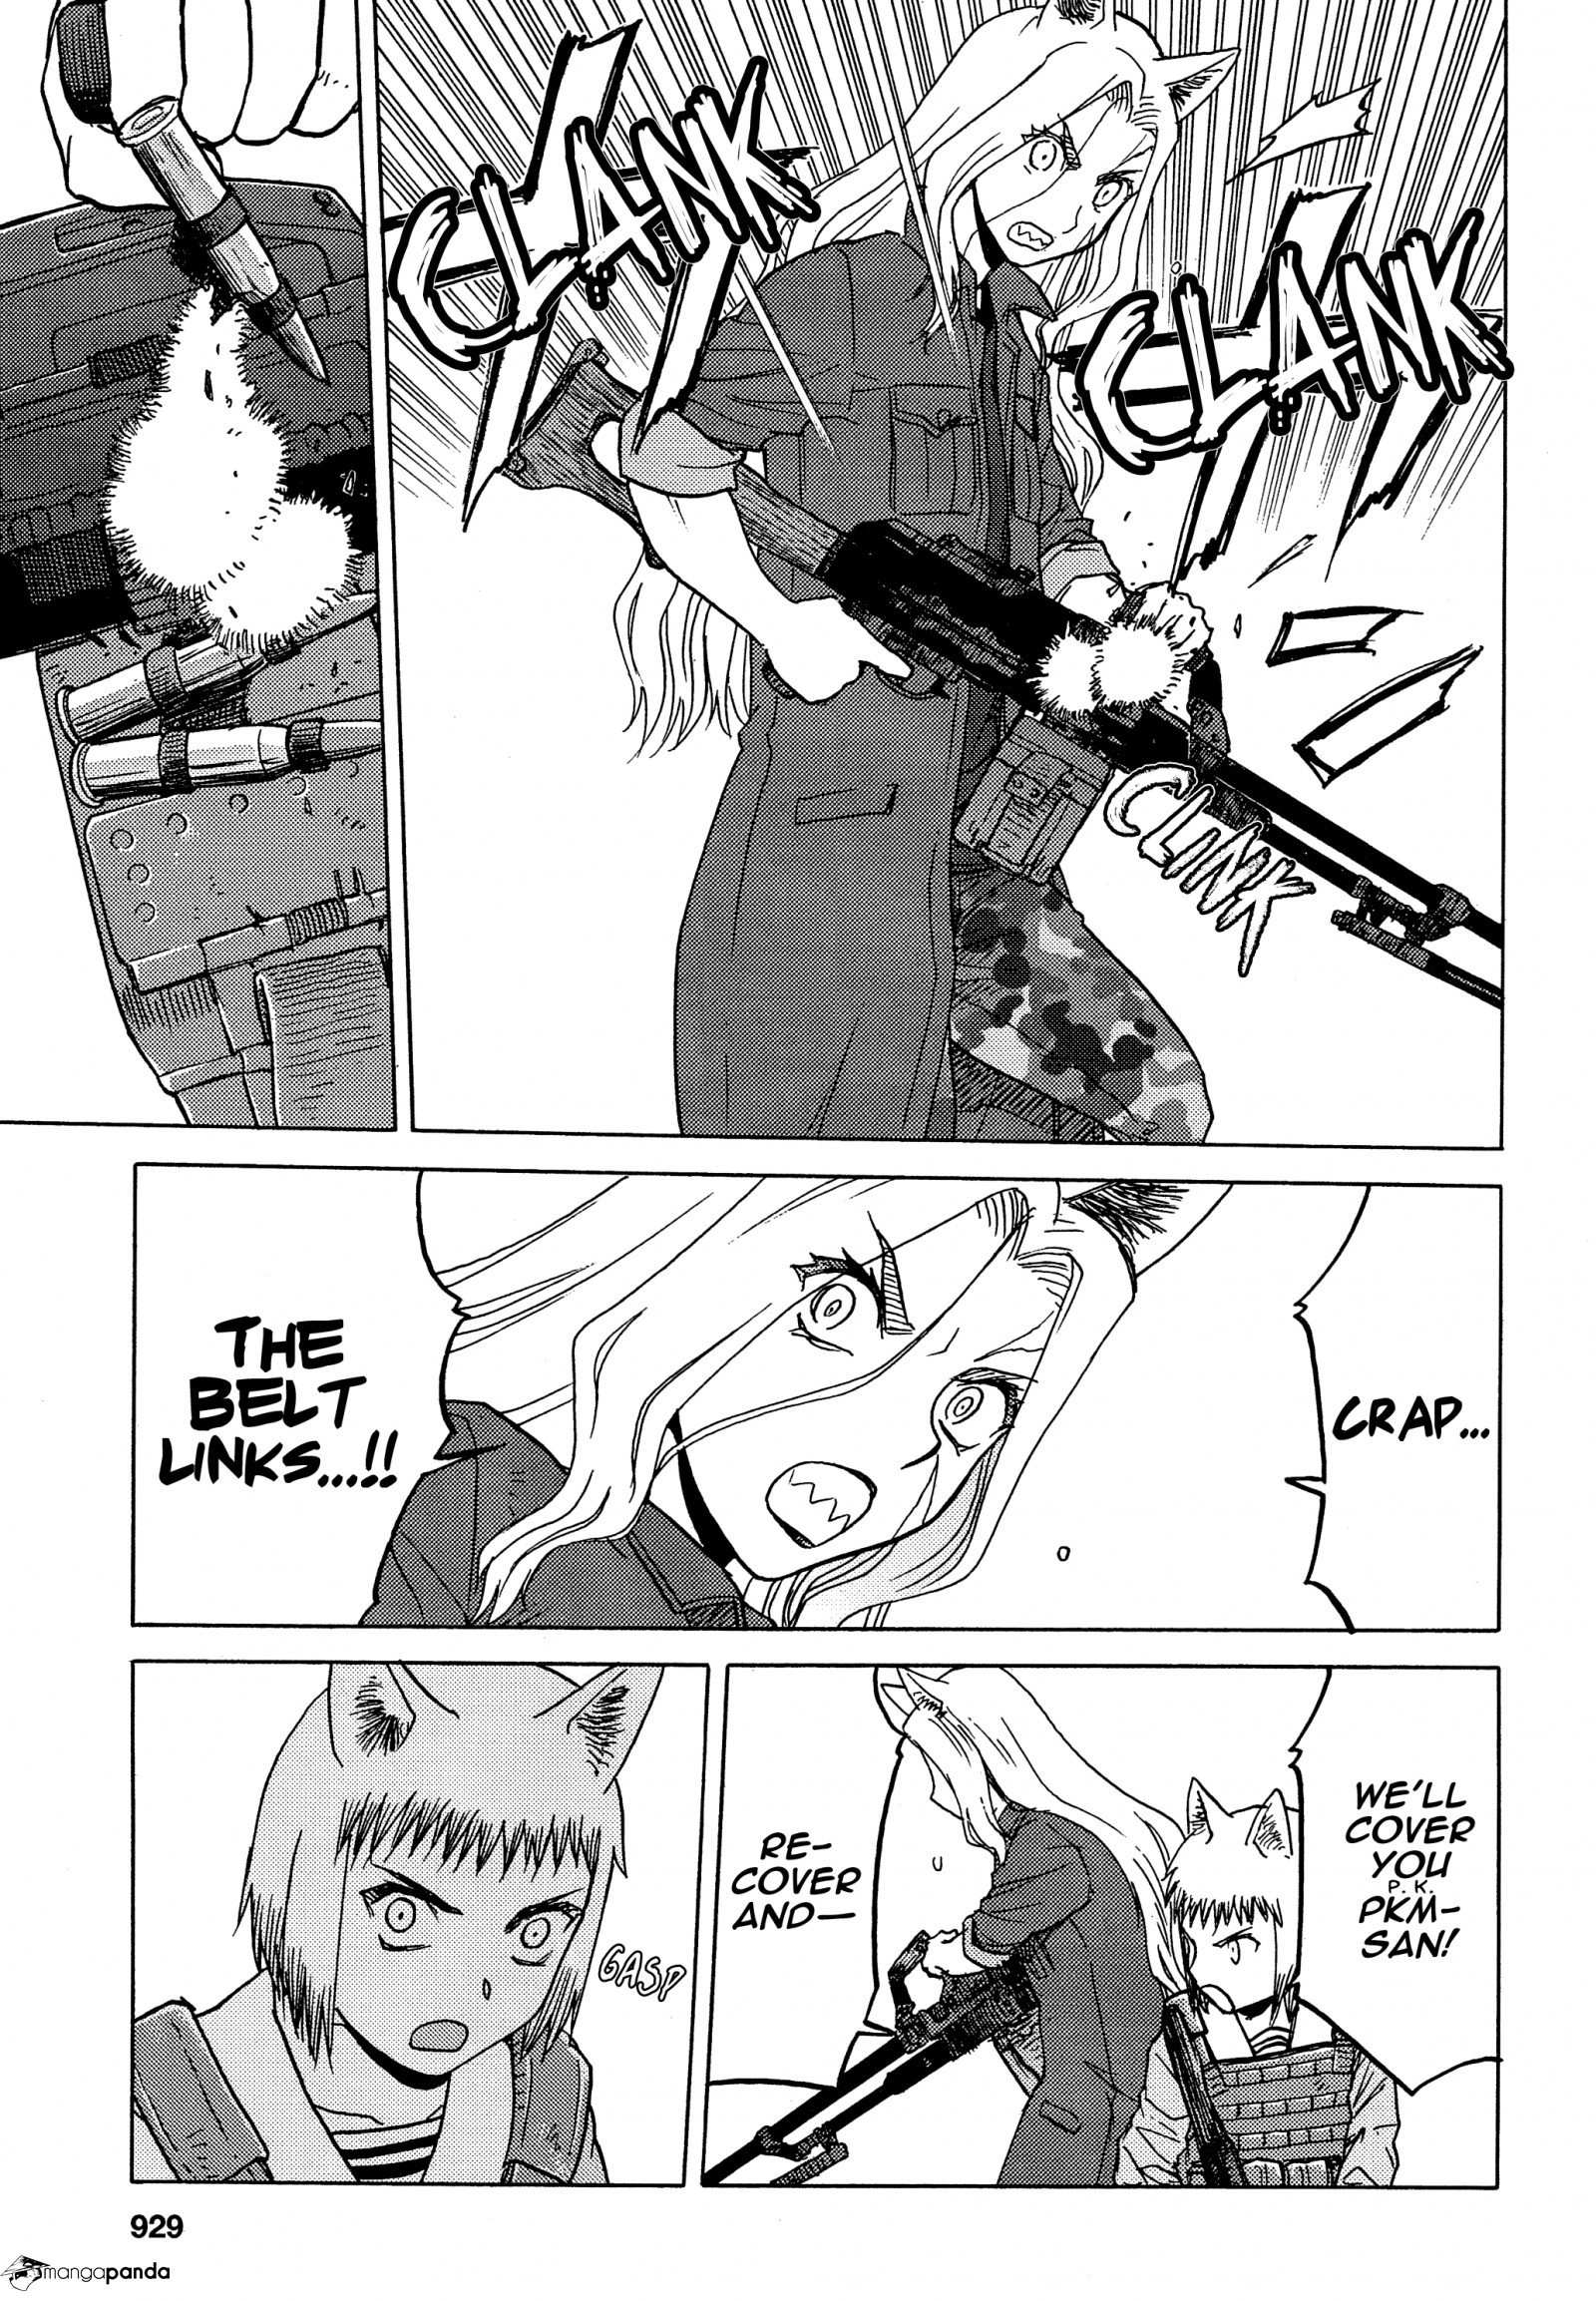 CLANK
CLANK
CLINK
CRAP...
THE
BELT
LINKS...!!
WE'LL
COVER
YOU
P. K.
PKM-
SAN!
RE-
COVER
AND—
GASP
929
mangapanda